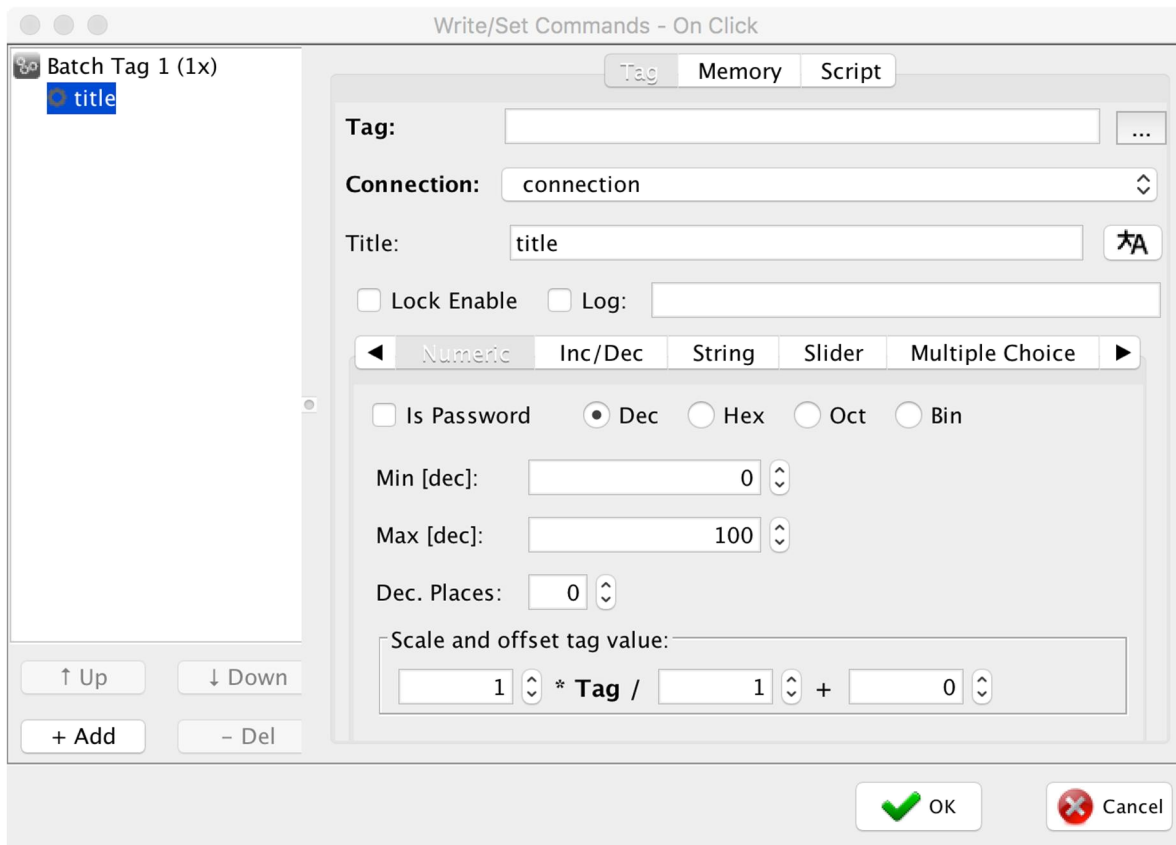 Write/Set Commands - On Click
Batch Tag 1 (1x)
title
Tag Memory Script
Tag: ...
Connection: connection
Title: title
Lock Enable Log:
◀ Numeric Inc/Dec String Slider Multiple Choice ▶
Is Password Dec Hex Oct Bin
Min [dec]: 0
Max [dec]: 100
Dec. Places: 0
Scale and offset tag value:
1 * Tag / 1 + 0
↑ Up ↓ Down
+ Add - Del
OK Cancel